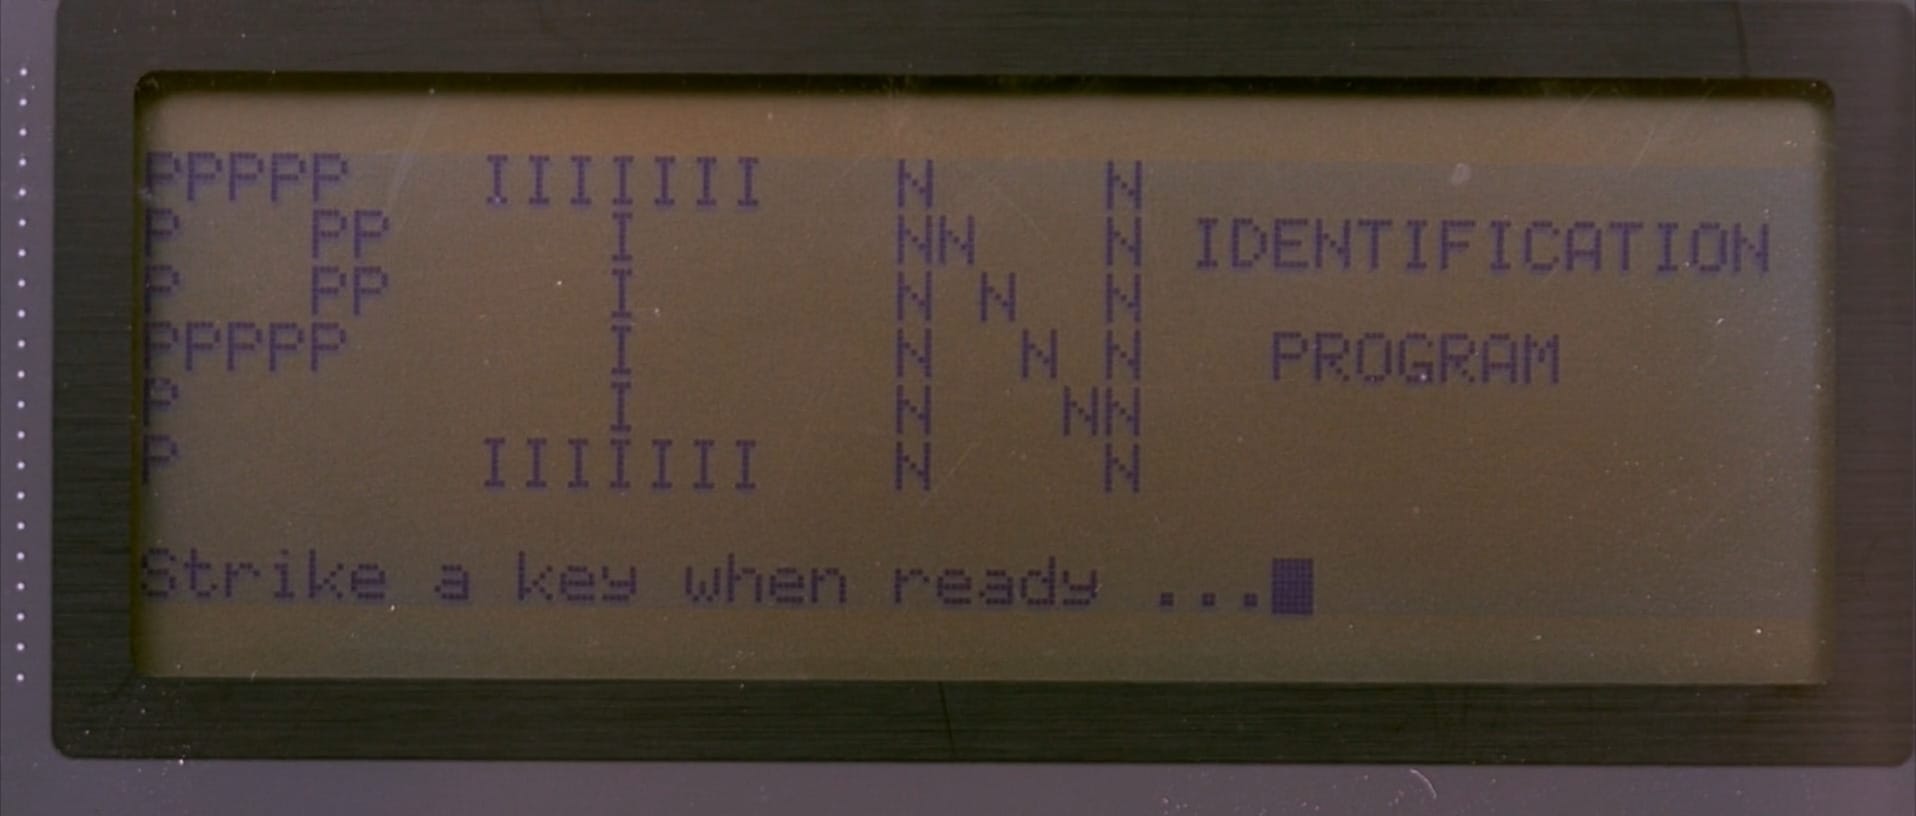 PPPPP   IIIIIII   N    N
P   PP     I      NN   N IDENTIFICATION
P   PP     I      N N  N
PPPPP      I      N  N N   PROGRAM
P          I      N   NN
P       IIIIIII   N    N
Strike a key when ready ...